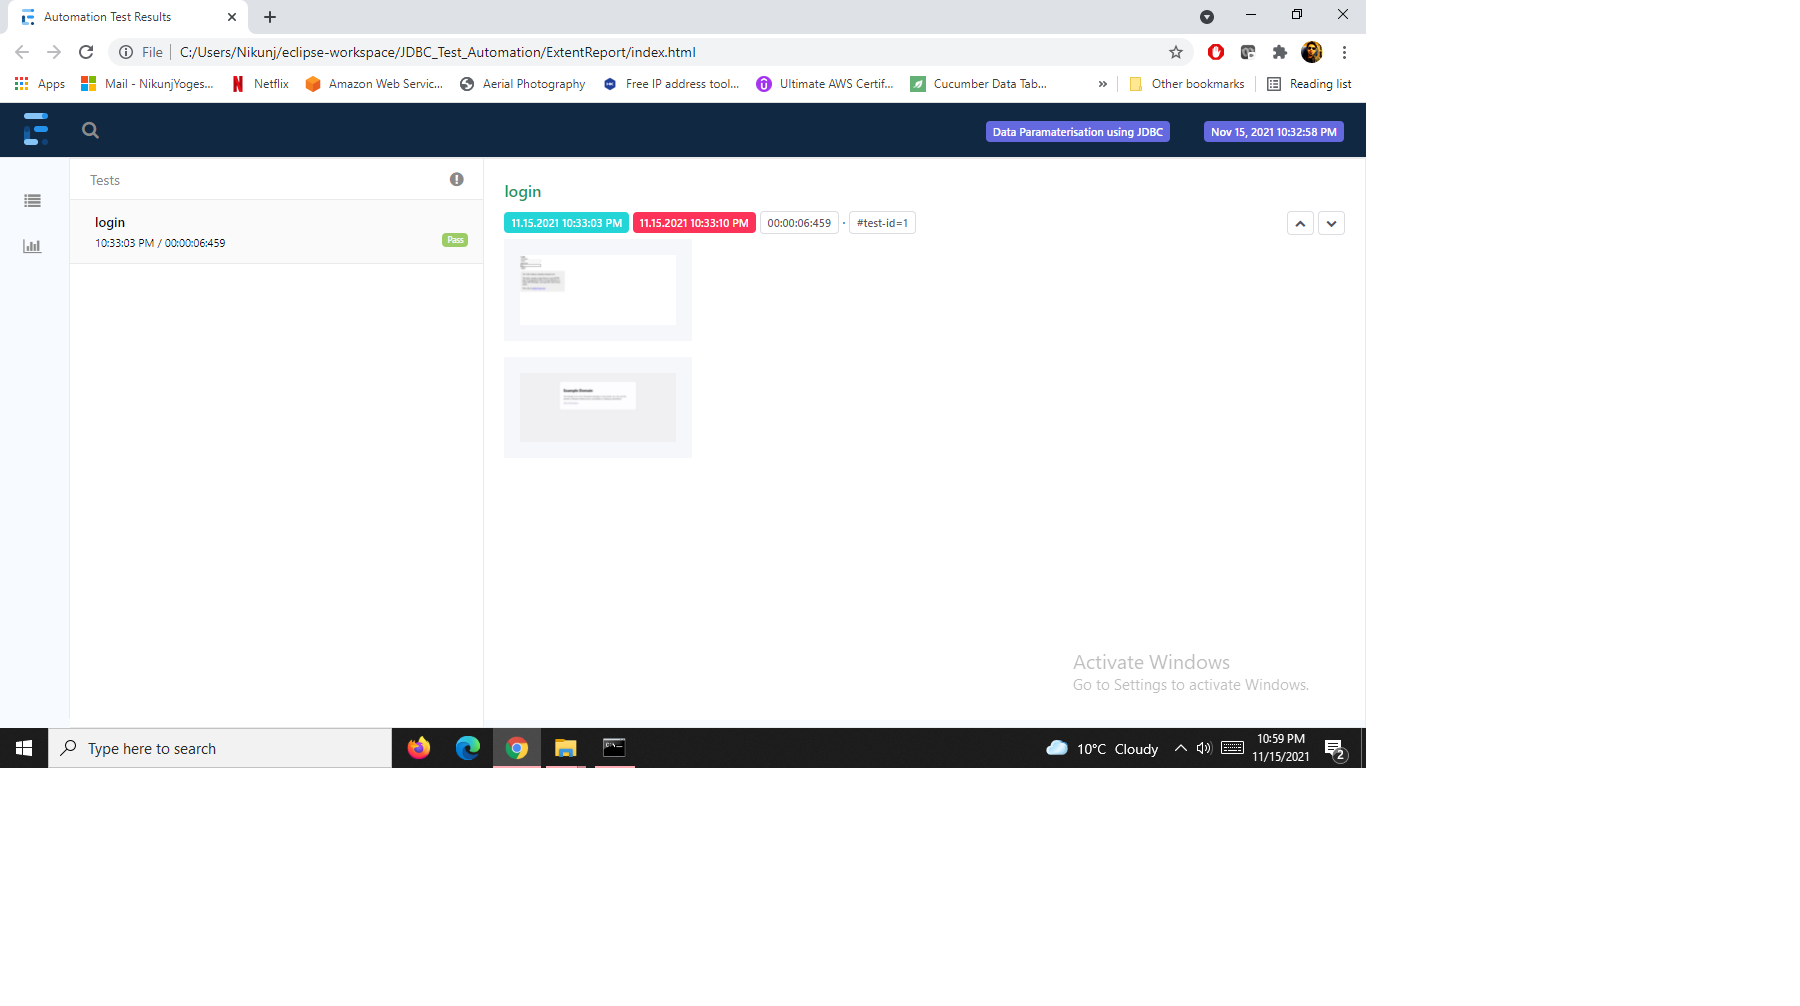 Automation Test Results
File
C:/Users/Nikunj/eclipse-workspace/JDBC_Test_Automation/ExtentReport/index.html
Apps
Mail - NikunjYoges...
Netflix
Amazon Web Servic...
Aerial Photography
Free IP address tool...
Ultimate AWS Certif...
Cucumber Data Tab...
»
Other bookmarks
Reading list
Data Paramaterisation using JDBC
Nov 15, 2021 10:32:58 PM
Tests
login
10:33:03 PM / 00:00:06:459
Pass
login
11.15.2021 10:33:03 PM
11.15.2021 10:33:10 PM
00:00:06:459
· #test-id=1
Example Domain
Activate Windows
Go to Settings to activate Windows.
Type here to search
10°C Cloudy
10:59 PM
11/15/2021
2